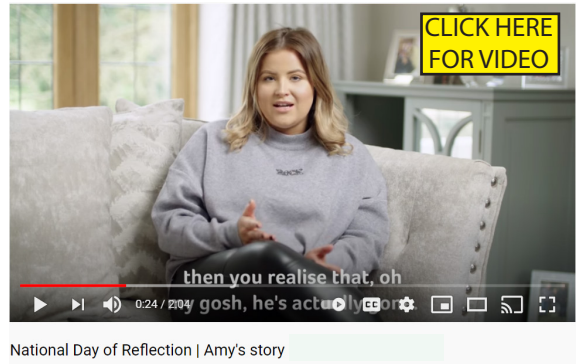 CLICK HERE
FOR VIDEO
then you realise that, oh
gosh, he's actually
0:24 / 2:04
CC
National Day of Reflection | Amy's story